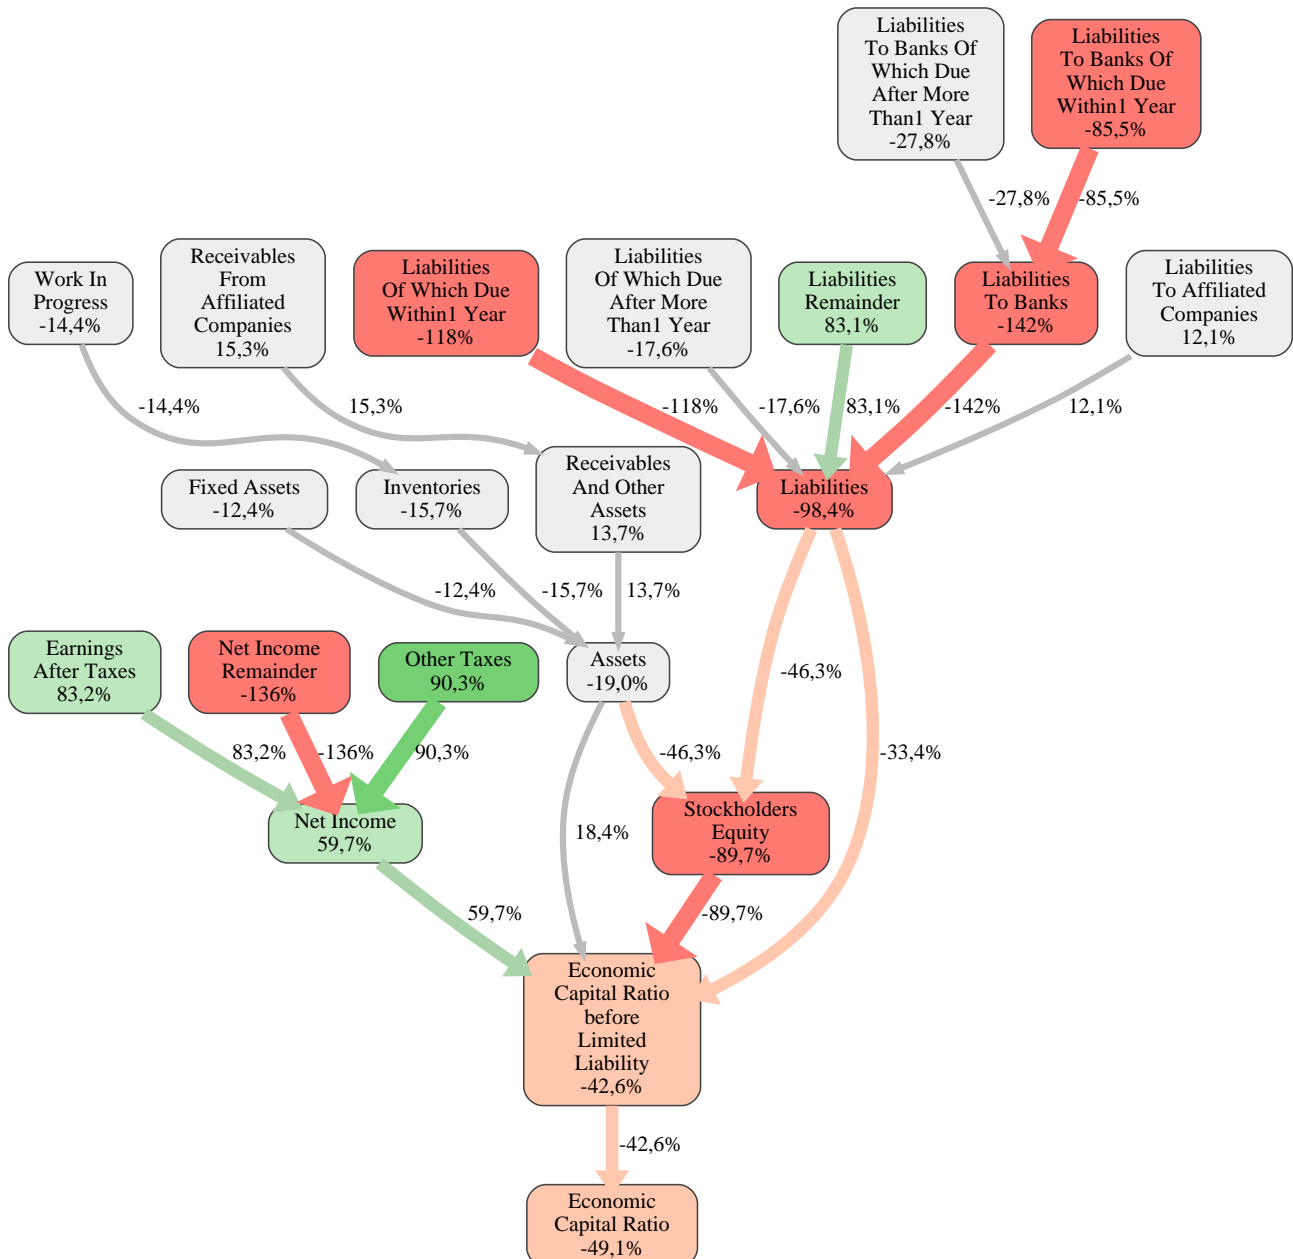 Liabilities
To Banks Of
Which Due
After More
Than1 Year
-27,8%
Liabilities
To Banks Of
Which Due
Within1 Year
-85,5%
-27,8%
-85,5%
Work In
Progress
-14,4%
Receivables
From
Affiliated
Companies
15,3%
Liabilities
Of Which Due
Within1 Year
-118%
Liabilities
Of Which Due
After More
Than1 Year
-17,6%
Liabilities
Remainder
83,1%
Liabilities
To Banks
-142%
Liabilities
To Affiliated
Companies
12,1%
-14,4%
15,3%
-118%
-17,6%
83,1%
-142%
12,1%
Fixed Assets
-12,4%
Inventories
-15,7%
Receivables
And Other
Assets
13,7%
Liabilities
-98,4%
-12,4%
-15,7%
13,7%
Earnings
After Taxes
83,2%
Net Income
Remainder
-136%
Other Taxes
90,3%
Assets
-19,0%
-46,3%
83,2%
-136%
90,3%
-46,3%
-33,4%
Net Income
59,7%
18,4%
Stockholders
Equity
-89,7%
59,7%
-89,7%
Economic
Capital Ratio
before
Limited
Liability
-42,6%
-42,6%
Economic
Capital Ratio
-49,1%